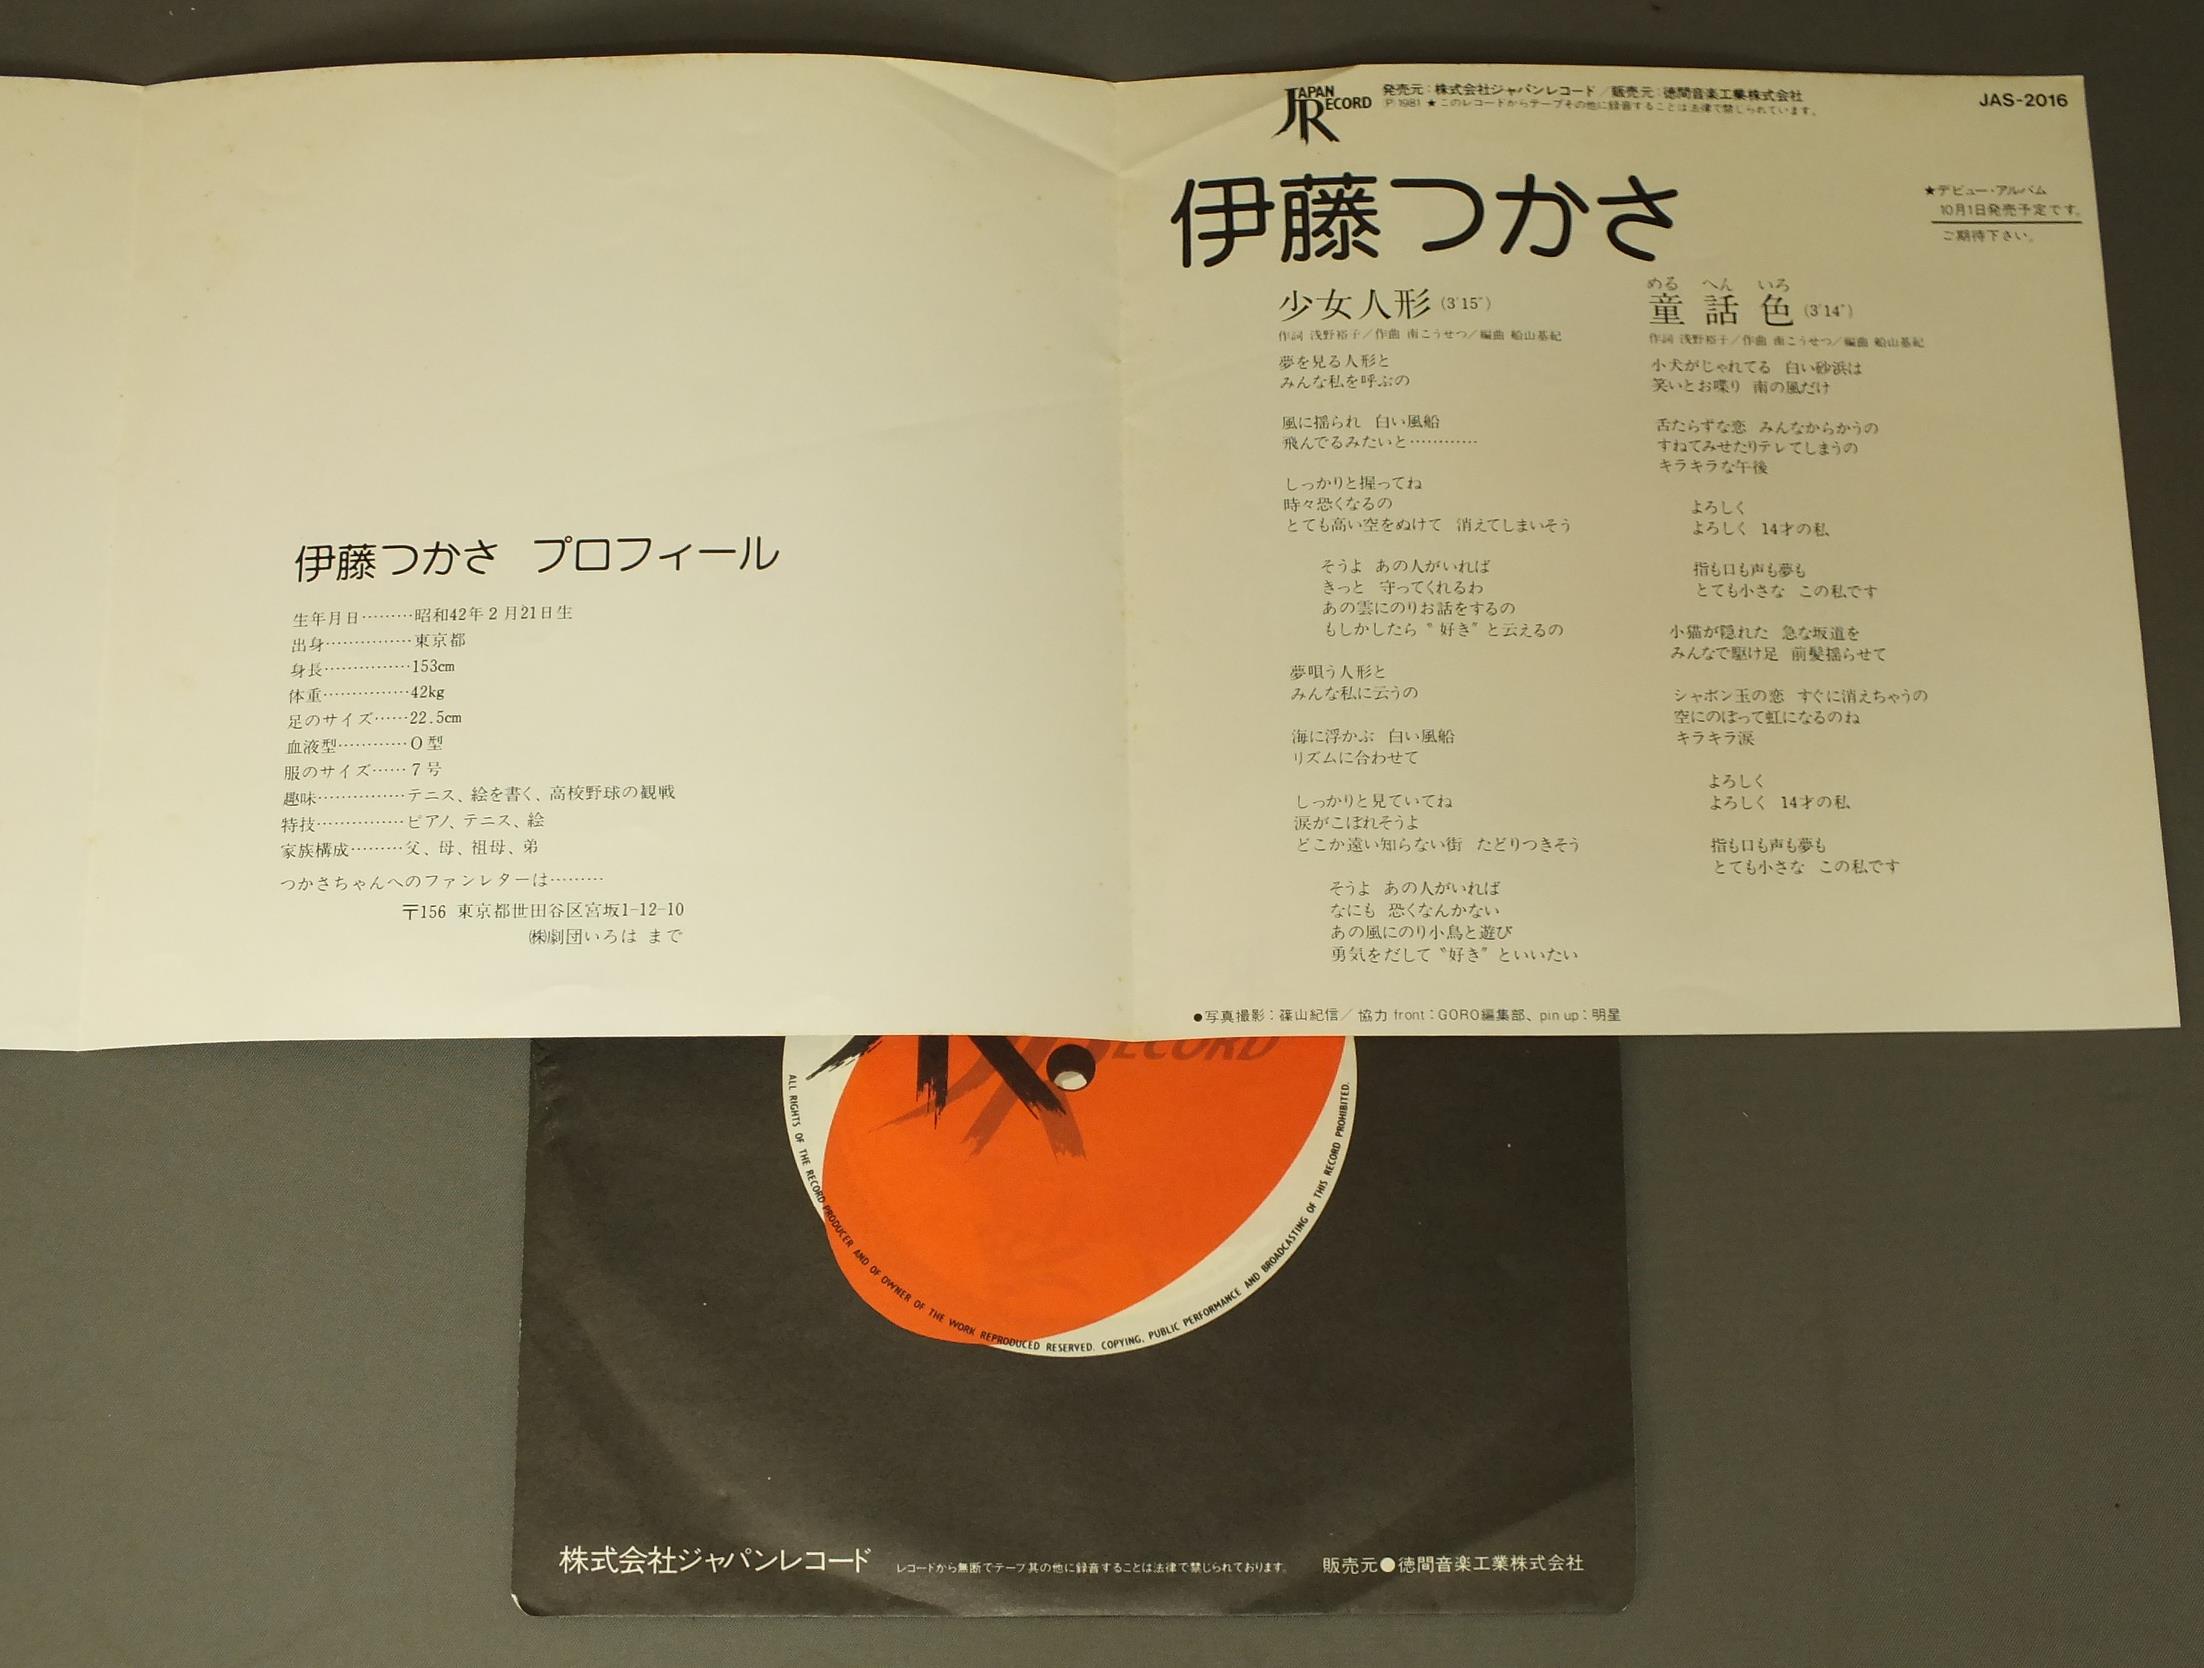 伊藤つかさ プロフィール
生年月日………昭和42年2月21日生
出身……………東京都
身長……………153cm
体重……………42kg
足のサイズ……22.5cm
血液型…………O型
服のサイズ……7号
趣味……………テニス、絵を書く、高校野球の観戦
特技……………ピアノ、テニス、絵
家族構成………父、母、祖母、弟
つかさちゃんへのファンレターは………
〒156 東京都世田谷区宮坂1-12-10
㈱劇団いろは まで
JAPAN RECORD
発売元：株式会社ジャパンレコード／販売元：徳間音楽工業株式会社
Ⓟ1981 ★このレコードからテープその他に録音することは法律で禁じられています。
JAS-2016
伊藤つかさ
★デビュー・アルバム
10月1日発売予定です。
ご期待下さい。
少女人形 (3'15")
作詞 浅野裕子／作曲 南こうせつ／編曲 船山基紀
夢を見る人形と
みんな私を呼ぶの
風に揺られ 白い風船
飛んでるみたいと…………
しっかりと握ってね
時々恐くなるの
とても高い空をぬけて 消えてしまいそう
そうよ あの人がいれば
きっと 守ってくれるわ
あの雲にのりお話をするの
もしかしたら〝好き〟と云えるの
夢唄う人形と
みんな私に云うの
海に浮かぶ 白い風船
リズムに合わせて
しっかりと見ていてね
涙がこぼれそうよ
どこか遠い知らない街 たどりつきそう
そうよ あの人がいれば
なにも 恐くなんかない
あの風にのり小鳥と遊び
勇気をだして〝好き〟といいたい
める へん いろ
童話色 (3'14")
作詞 浅野裕子／作曲 南こうせつ／編曲 船山基紀
小犬がじゃれてる 白い砂浜は
笑いとお喋り 南の風だけ
舌たらずな恋 みんなからかうの
すねてみせたりテレてしまうの
キラキラな午後
よろしく
よろしく 14才の私
指も口も声も夢も
とても小さな この私です
小猫が隠れた 急な坂道を
みんなで駆け足 前髪揺らせて
シャボン玉の恋 すぐに消えちゃうの
空にのぼって虹になるのね
キラキラ涙
よろしく
よろしく 14才の私
指も口も声も夢も
とても小さな この私です
●写真撮影：篠山紀信／協力 front：GORO編集部、pin up：明星
RECORD
ALL RIGHTS OF THE RECORD PRODUCER AND OF OWNER OF THE WORK REPRODUCED RESERVED. COPYING, PUBLIC PERFORMANCE AND BROADCASTING OF THIS RECORD PROHIBITED.
株式会社ジャパンレコード レコードから無断でテープ其の他に録音することは法律で禁じられております。 販売元●徳間音楽工業株式会社